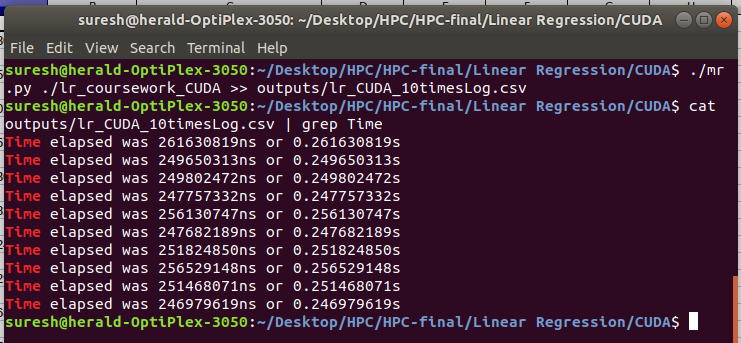 suresh@herald-OptiPlex-3050: ~/Desktop/HPC/HPC-final/Linear Regression/CUDA
File Edit View Search Terminal Help
suresh@herald-OptiPlex-3050:~/Desktop/HPC/HPC-final/Linear Regression/CUDA$ ./mr
.py ./lr_coursework_CUDA >> outputs/lr_CUDA_10timesLog.csv
suresh@herald-OptiPlex-3050:~/Desktop/HPC/HPC-final/Linear Regression/CUDA$ cat
outputs/lr_CUDA_10timesLog.csv | grep Time
Time elapsed was 261630819ns or 0.261630819s
Time elapsed was 249650313ns or 0.249650313s
Time elapsed was 249802472ns or 0.249802472s
Time elapsed was 247757332ns or 0.247757332s
Time elapsed was 256130747ns or 0.256130747s
Time elapsed was 247682189ns or 0.247682189s
Time elapsed was 251824850ns or 0.251824850s
Time elapsed was 256529148ns or 0.256529148s
Time elapsed was 251468071ns or 0.251468071s
Time elapsed was 246979619ns or 0.246979619s
suresh@herald-OptiPlex-3050:~/Desktop/HPC/HPC-final/Linear Regression/CUDA$